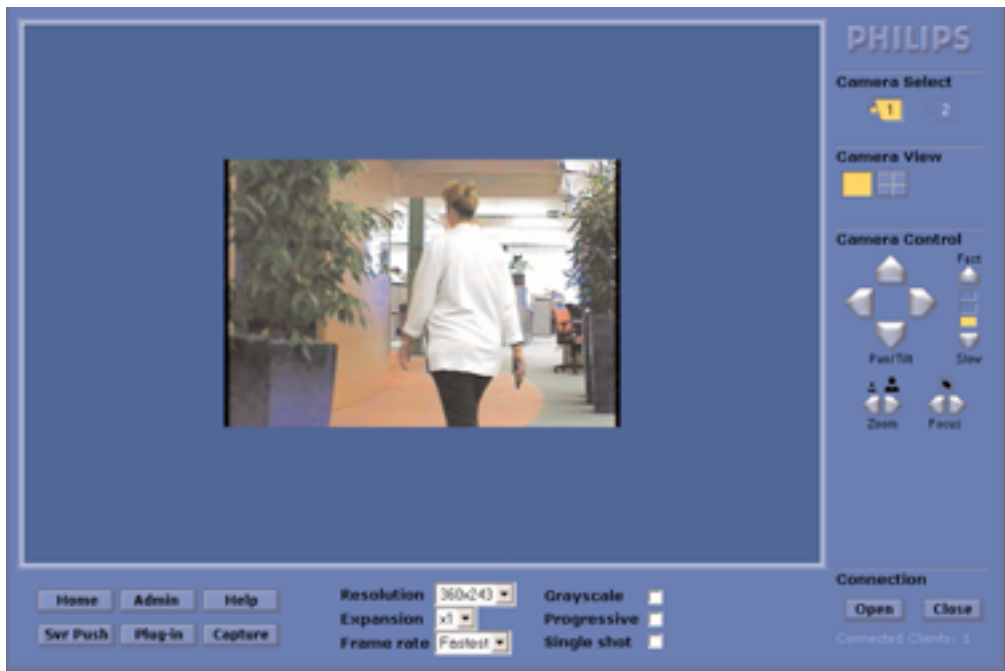 PHILIPS
Camera Select
1 2
Camera View
Camera Control
Fast
Pan/Tilt Slow
Zoom Focus
Connection
Open Close
Connected Clients: 1
Home Admin Help
Svr Push Plug-in Capture
Resolution 360x243
Expansion x1
Frame rate Fastest
Grayscale
Progressive
Single shot